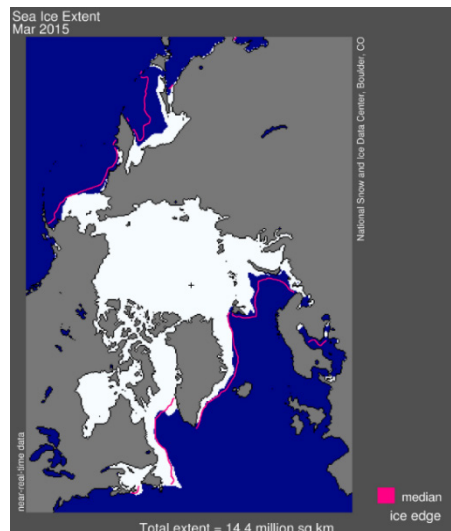 Sea Ice Extent
Mar 2015
National Snow and Ice Data Center, Boulder, CO
near-real-time data
median
ice edge
Total extent = 14.4 million sq km